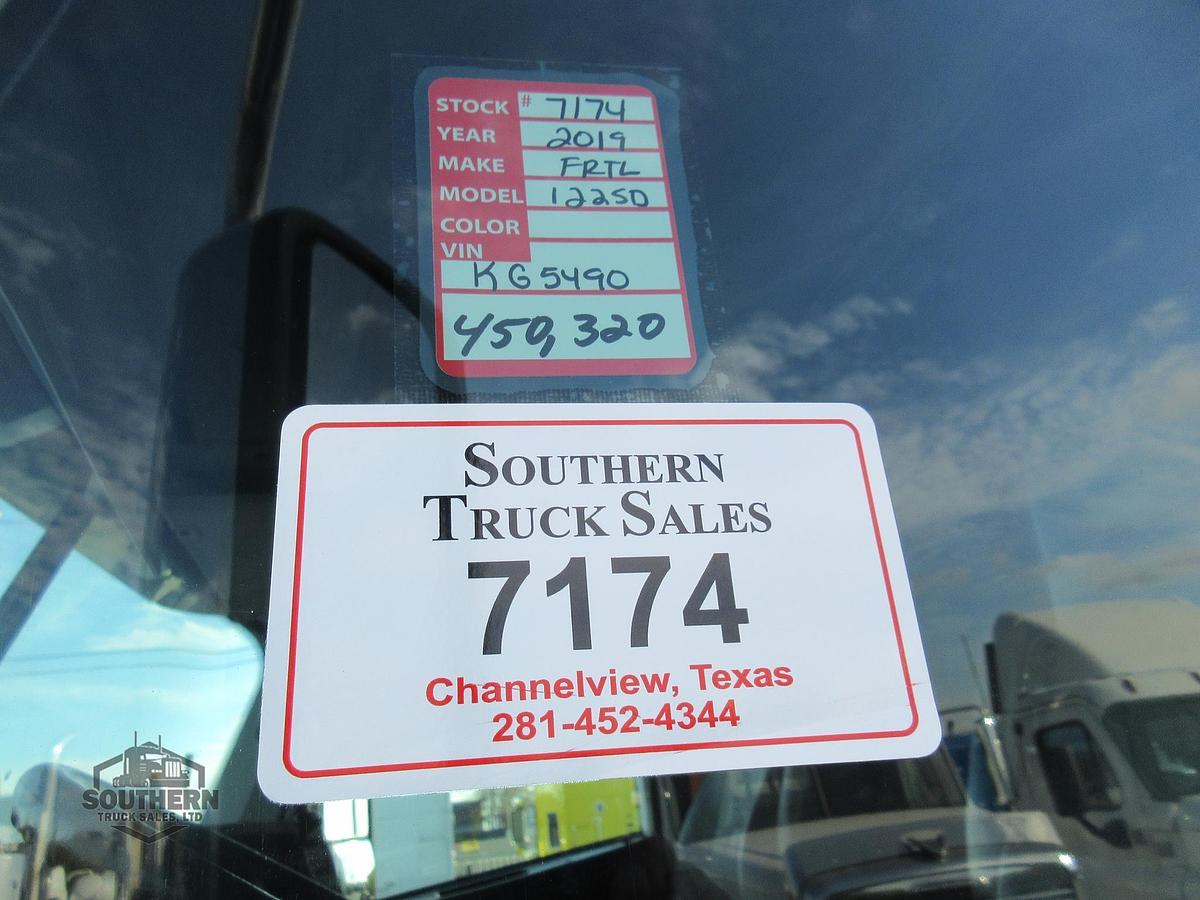 STOCK # 7174
YEAR 2019
MAKE FRTL
MODEL 122SD
COLOR
VIN
KG5490
450,320
SOUTHERN
TRUCK SALES
7174
Channelview, Texas
281-452-4344
SOUTHERN
TRUCK SALES, LTD